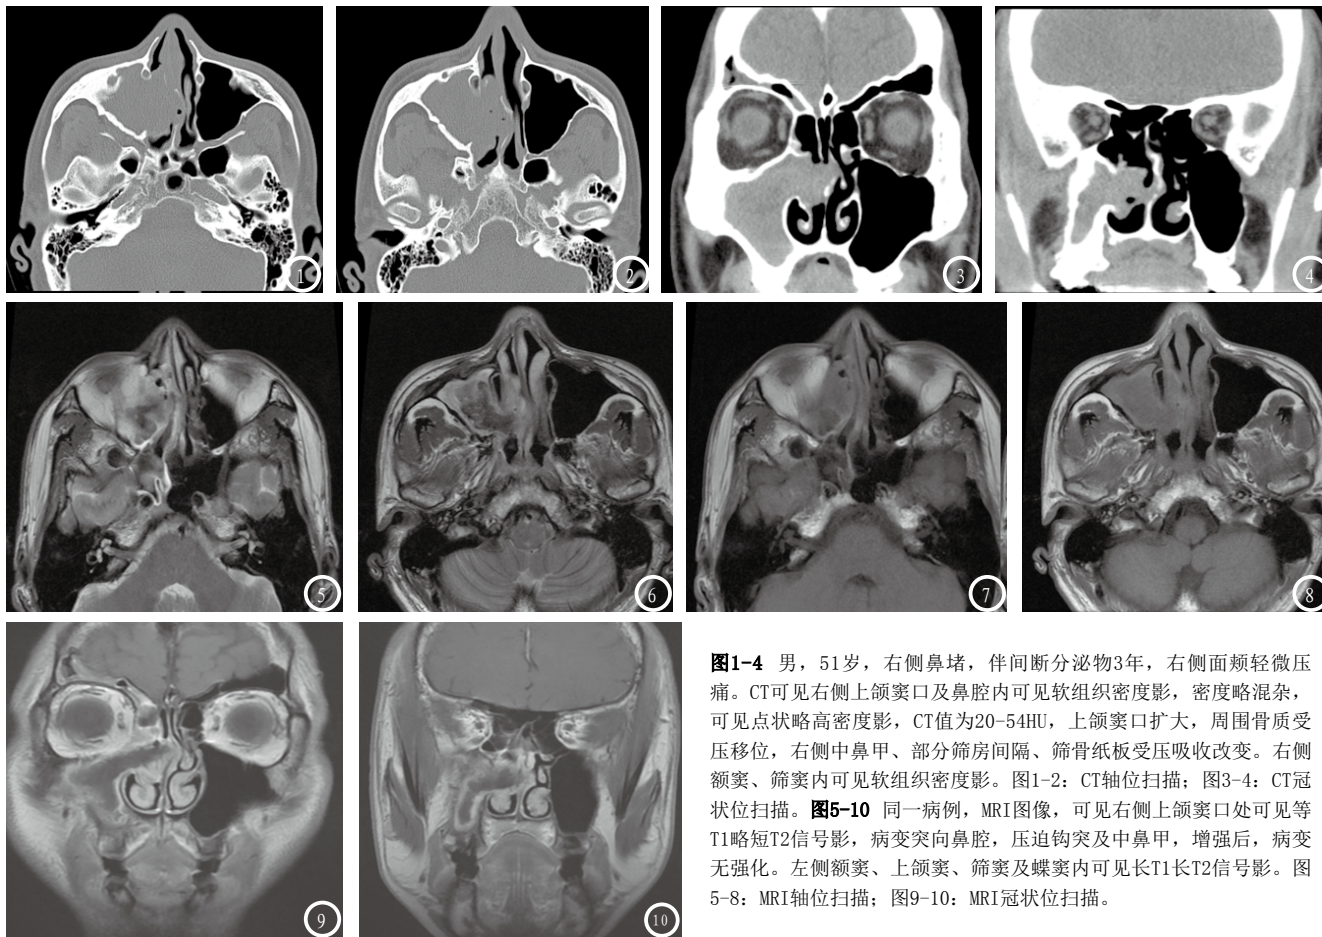 1
2
3
4
5
6
7
8
9
10
图1-4 男，51岁，右侧鼻堵，伴间断分泌物3年，右侧面颊轻微压
痛。CT可见右侧上颌窦口及鼻腔内可见软组织密度影，密度略混杂，
可见点状略高密度影，CT值为20-54HU，上颌窦口扩大，周围骨质受
压移位，右侧中鼻甲、部分筛房间隔、筛骨纸板受压吸收改变。右侧
额窦、筛窦内可见软组织密度影。图1-2：CT轴位扫描；图3-4：CT冠
状位扫描。图5-10 同一病例，MRI图像，可见右侧上颌窦口处可见等
T1略短T2信号影，病变突向鼻腔，压迫钩突及中鼻甲，增强后，病变
无强化。左侧额窦、上颌窦、筛窦及蝶窦内可见长T1长T2信号影。图
5-8：MRI轴位扫描；图9-10：MRI冠状位扫描。